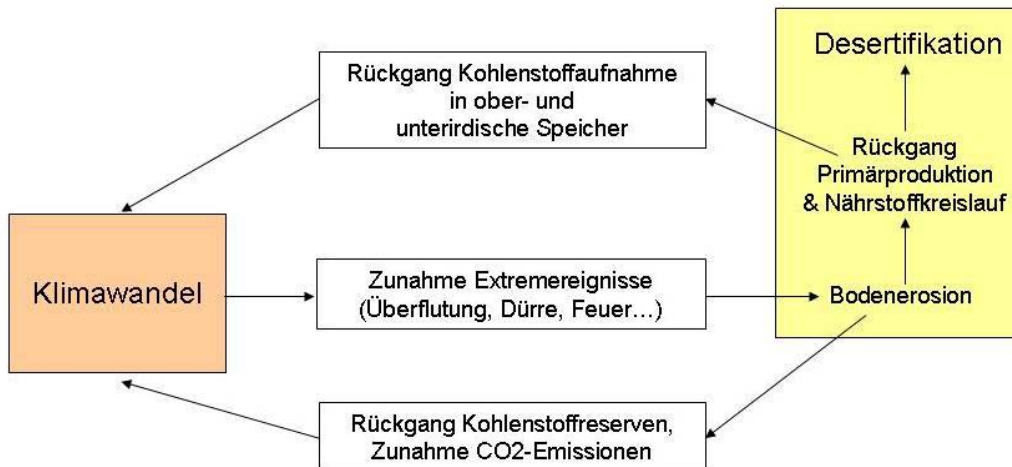 Desertifikation
Rückgang Kohlenstoffaufnahme
in ober- und
unterirdische Speicher
Rückgang
Primärproduktion
& Nährstoffkreislauf
Klimawandel
Zunahme Extremereignisse
(Überflutung, Dürre, Feuer…)
Bodenerosion
Rückgang Kohlenstoffreserven,
Zunahme CO2-Emissionen